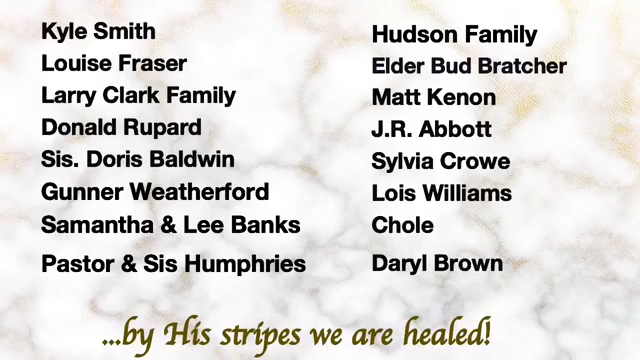 Kyle Smith
Louise Fraser
Larry Clark Family
Donald Rupard
Sis. Doris Baldwin
Gunner Weatherford
Samantha & Lee Banks
Pastor & Sis Humphries
Hudson Family
Elder Bud Bratcher
Matt Kenon
J.R. Abbott
Sylvia Crowe
Lois Williams
Chole
Daryl Brown
...by His stripes we are healed!